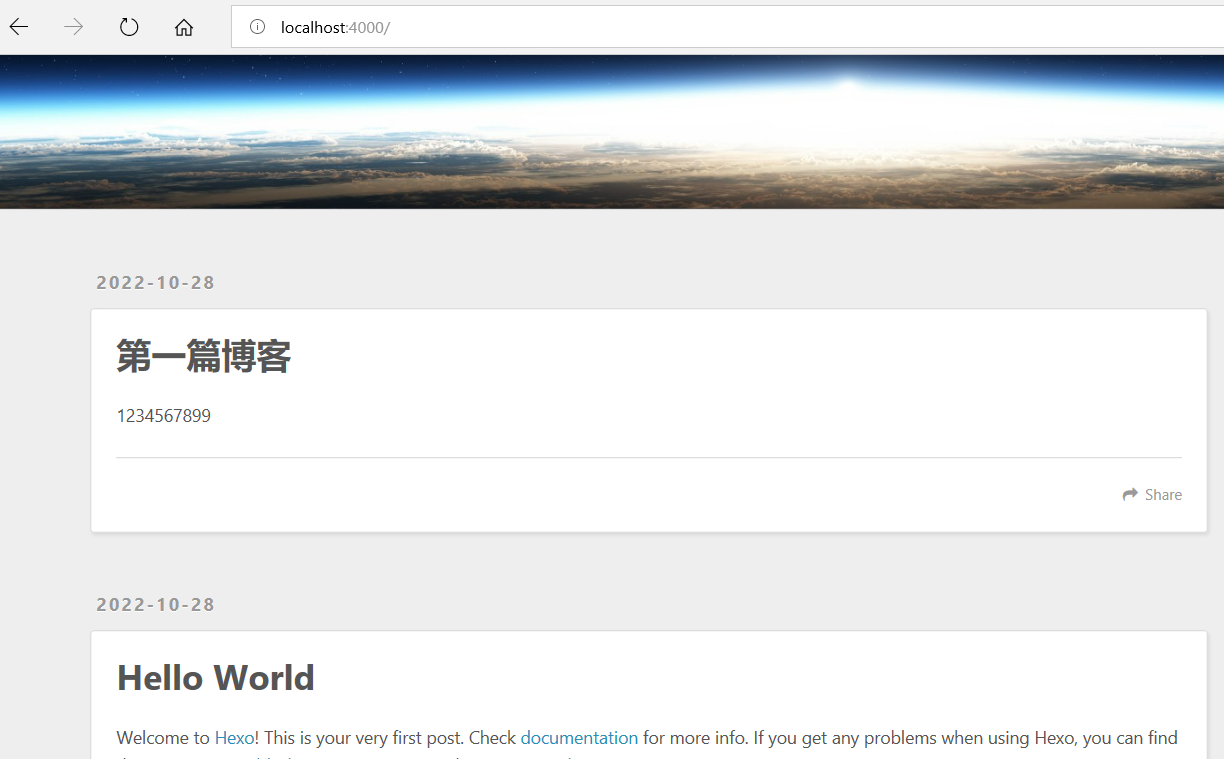 localhost:4000/
2022-10-28
第一篇博客
1234567899
Share
2022-10-28
Hello World
Welcome to Hexo! This is your very first post. Check documentation for more info. If you get any problems when using Hexo, you can find